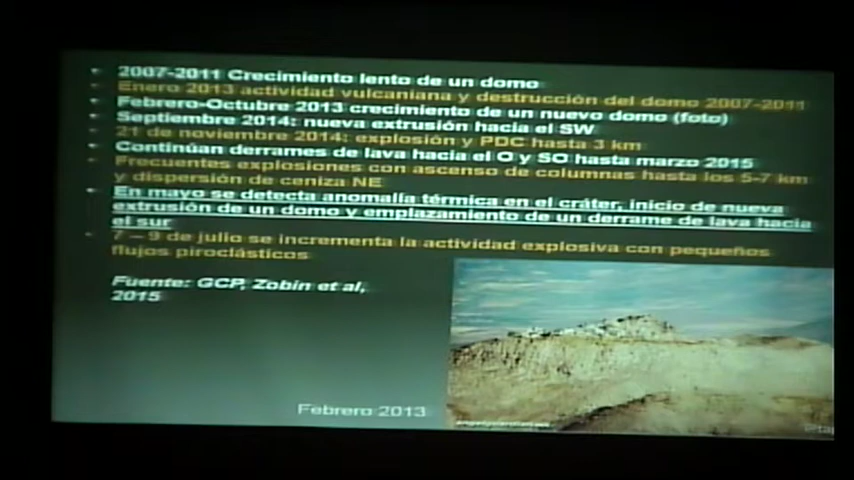 2007-2011 Crecimiento lento de un domo
Enero 2013 actividad vulcaniana y destrucción del domo 2007-2011
Febrero-Octubre 2013 crecimiento de un nuevo domo (foto)
Septiembre 2014: nueva extrusión hacia el SW
21 de noviembre 2014: explosión y PDC hasta 3 km
Continúan derrames de lava hacia el O y SO hasta marzo 2015
Frecuentes explosiones con ascenso de columnas hasta los 5-7 km
y dispersión de ceniza NE
En mayo se detecta anomalía térmica en el cráter, inicio de nueva
extrusión de un domo y emplazamiento de un derrame de lava hacia
el sur
7 – 9 de julio se incrementa la actividad explosiva con pequeños
flujos piroclásticos
Fuente: GCP, Zobin et al,
2015
Febrero 2013